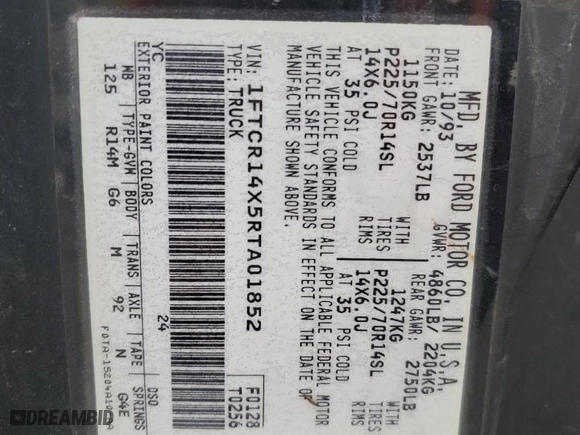 MFD. BY FORD MOTOR CO. IN U.S.A.
DATE: 10/93 GVWR: 4860LB/ 2204KG
FRONT GAWR: 2537LB REAR GAWR: 2750LB
1150KG WITH 1247KG WITH
P225/70R14SL TIRES P225/70R14SL TIRES
14X6.0J RIMS 14X6.0J RIMS
AT 35 PSI COLD AT 35 PSI COLD
THIS VEHICLE CONFORMS TO ALL APPLICABLE FEDERAL MOTOR
VEHICLE SAFETY STANDARDS IN EFFECT ON THE DATE OF
MANUFACTURE SHOWN ABOVE.
VIN: 1FTCR14X5RTA01852 F0128
TYPE: TRUCK T0256
YC 24
EXTERIOR PAINT COLORS DSO
WB TYPE-GVW BODY TRANS AXLE TAPE SPRINGS
125 R14M G6 M 92 N G4E
DREAMBID